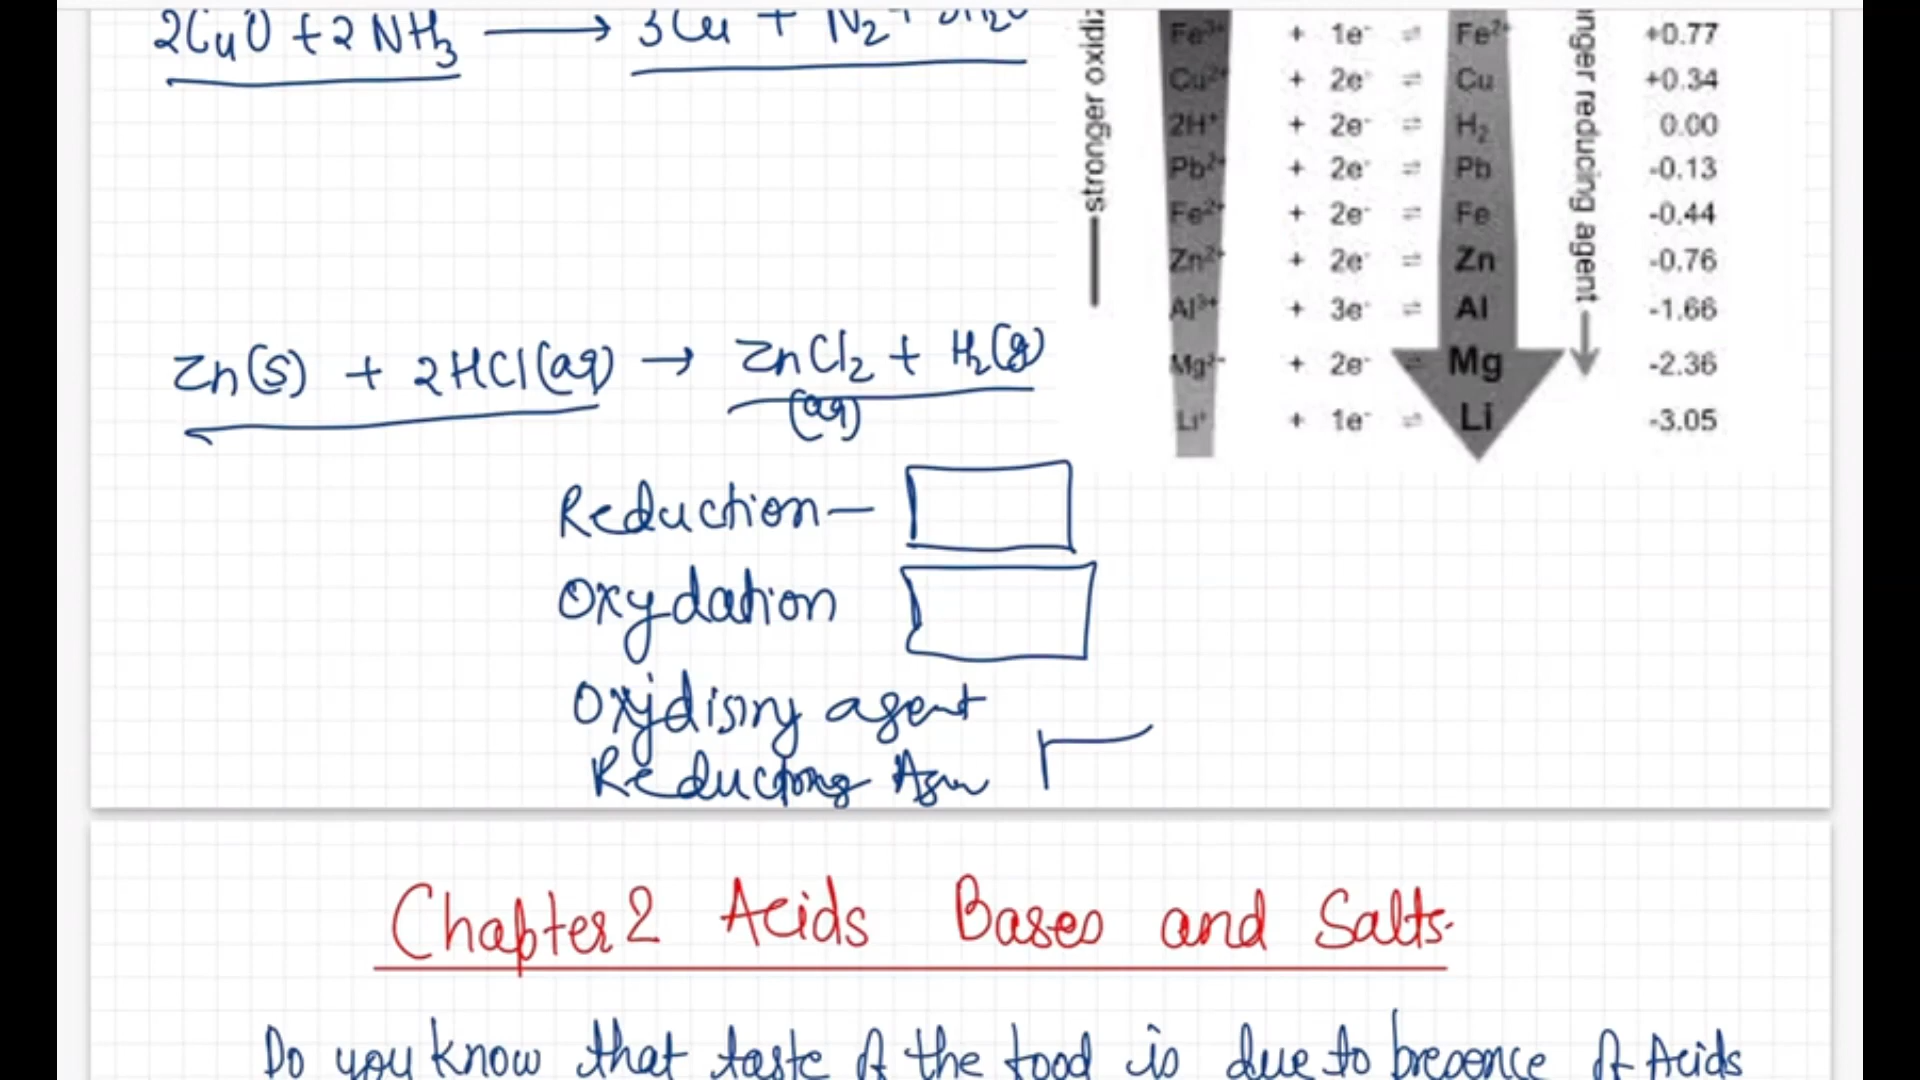 2CuO + 2NH3 ⟶ 3Cu + N2 +
Zn(s) + 2HCl(aq) → ZnCl2 + H2(g)
(aq)
Reduction—
Oxydation
Oxidising agent
Reducting
stronger oxidiz
Fe3+ + 1e- ⇌ Fe2+ +0.77
Cu2+ + 2e- ⇌ Cu +0.34
2H+ + 2e- ⇌ H2 0.00
Pb2+ + 2e- ⇌ Pb -0.13
Fe2+ + 2e- ⇌ Fe -0.44
Zn2+ + 2e- ⇌ Zn -0.76
Al3+ + 3e- ⇌ Al -1.66
Mg2+ + 2e- ⇌ Mg -2.36
Li+ + 1e- ⇌ Li -3.05
nger reducing agent
Chapter 2 Acids Bases and Salts.
Do you know that taste of the food is due to presence of Acids